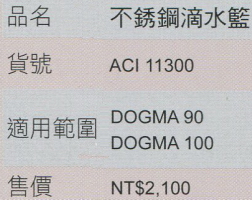 品名 不銹鋼滴水籃
貨號 ACI 11300
適用範圍 DOGMA 90
DOGMA 100
售價 NT$2,100